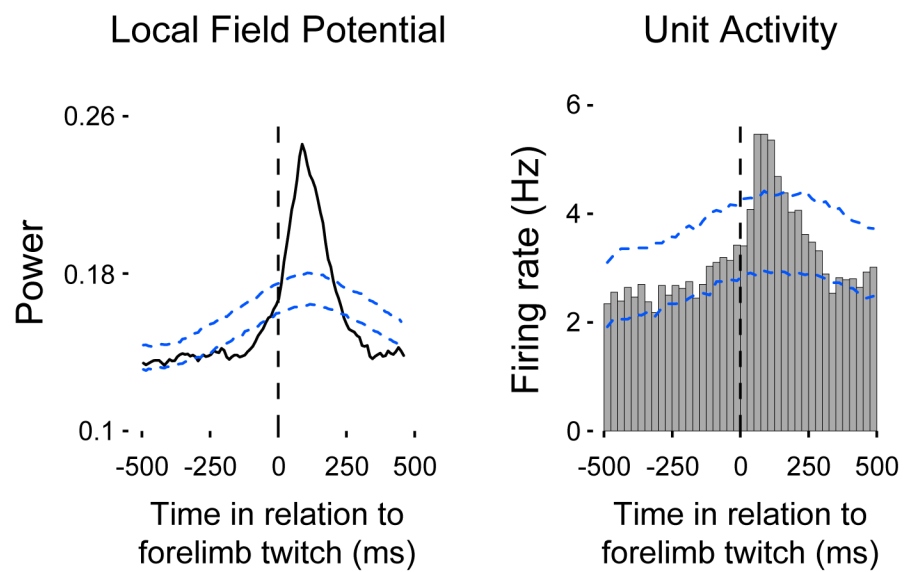 Local Field Potential
Power
0.26
0.18
0.1
-500 -250 0 250 500
Time in relation to
forelimb twitch (ms)
Unit Activity
Firing rate (Hz)
6
4
2
0
-500 -250 0 250 500
Time in relation to
forelimb twitch (ms)